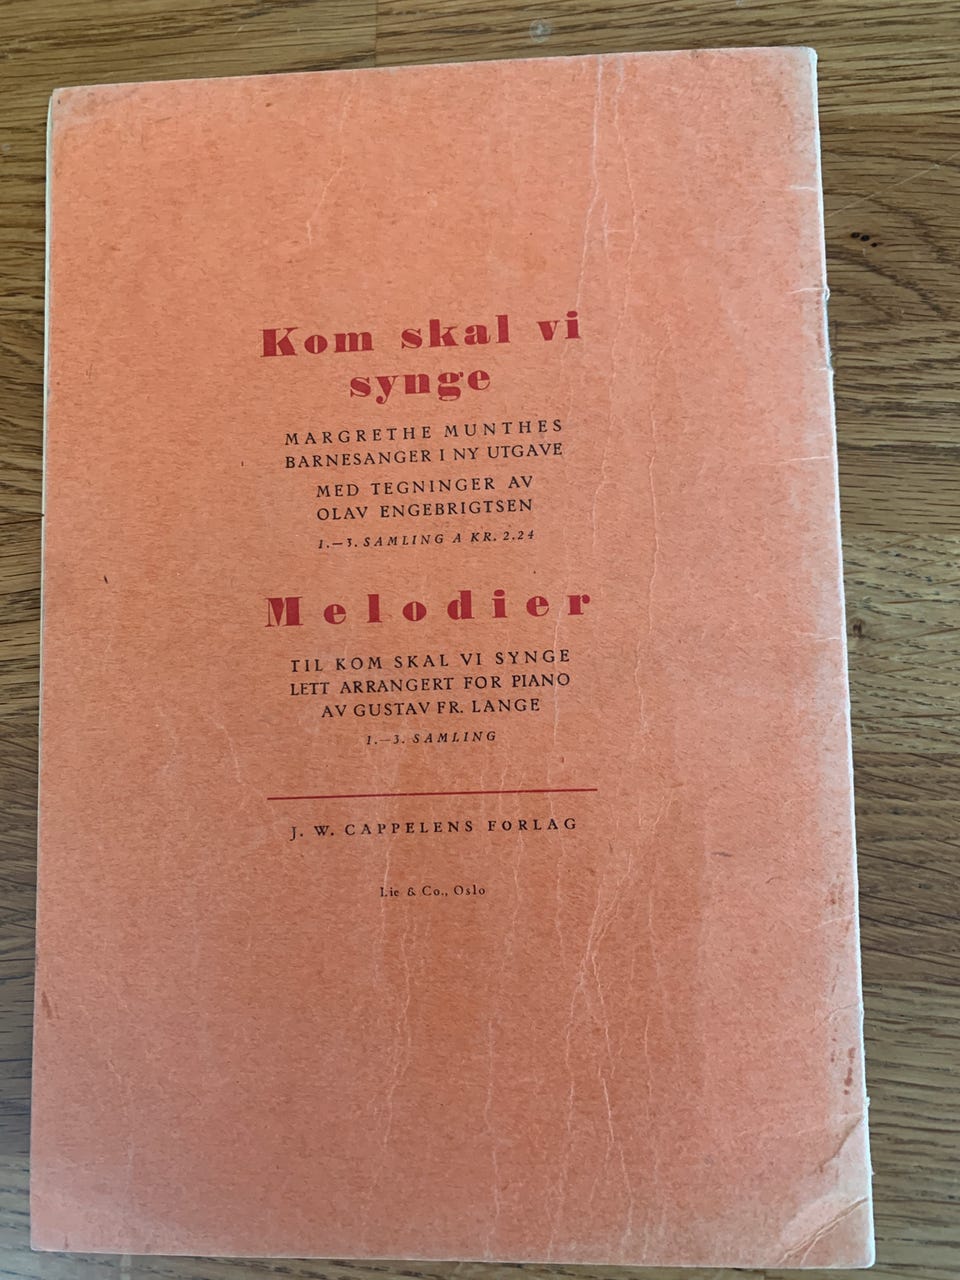 Kom skal vi
synge
MARGRETHE MUNTHES
BARNESANGER I NY UTGAVE
MED TEGNINGER AV
OLAV ENGEBRIGTSEN
1.—3. SAMLING A KR. 2.24
Melodier
TIL KOM SKAL VI SYNGE
LETT ARRANGERT FOR PIANO
AV GUSTAV FR. LANGE
1.—3. SAMLING
J. W. CAPPELENS FORLAG
Lie & Co., Oslo